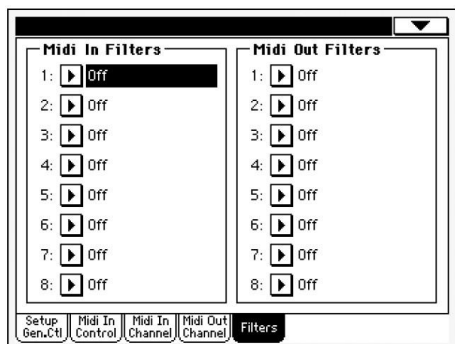 Midi In Filters
1: Off
2: Off
3: Off
4: Off
5: Off
6: Off
7: Off
8: Off
Midi Out Filters
1: Off
2: Off
3: Off
4: Off
5: Off
6: Off
7: Off
8: Off
Setup Gen.Ctl
Midi In Control
Midi In Channel
Midi Out Channel
Filters